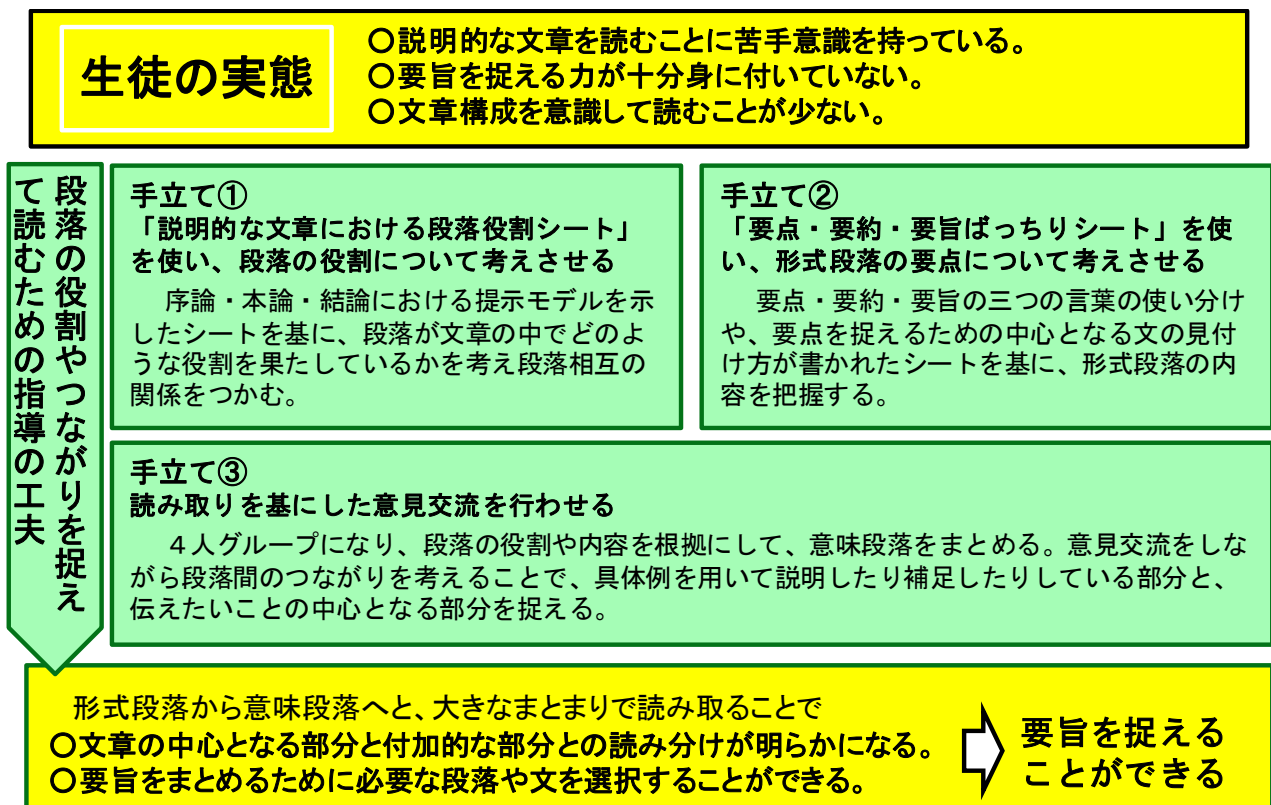 生徒の実態
〇説明的な文章を読むことに苦手意識を持っている。
〇要旨を捉える力が十分身に付いていない。
〇文章構成を意識して読むことが少ない。
段落の役割やつながりを捉え
て読むための指導の工夫
手立て①
「説明的な文章における段落役割シート」
を使い、段落の役割について考えさせる
序論・本論・結論における提示モデルを示
したシートを基に、段落が文章の中でどのよ
うな役割を果たしているかを考え段落相互の
関係をつかむ。
手立て②
「要点・要約・要旨ばっちりシート」を使
い、形式段落の要点について考えさせる
要点・要約・要旨の三つの言葉の使い分け
や、要点を捉えるための中心となる文の見付
け方が書かれたシートを基に、形式段落の内
容を把握する。
手立て③
読み取りを基にした意見交流を行わせる
４人グループになり、段落の役割や内容を根拠にして、意味段落をまとめる。意見交流をしな
がら段落間のつながりを考えることで、具体例を用いて説明したり補足したりしている部分と、
伝えたいことの中心となる部分を捉える。
形式段落から意味段落へと、大きなまとまりで読み取ることで
〇文章の中心となる部分と付加的な部分との読み分けが明らかになる。
〇要旨をまとめるために必要な段落や文を選択することができる。
要旨を捉える
ことができる